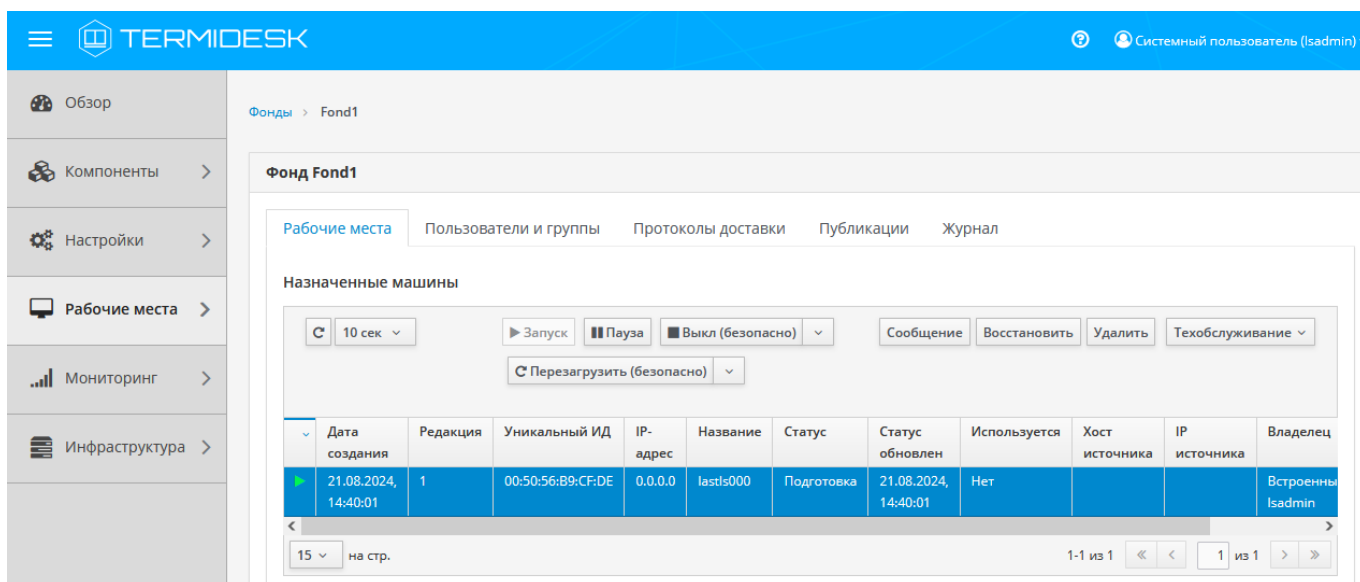 TERMIDESK
Системный пользователь (lsadmin)
Обзор
Компоненты
Настройки
Рабочие места
Мониторинг
Инфраструктура
Фонды > Fond1
Фонд Fond1
Рабочие места Пользователи и группы Протоколы доставки Публикации Журнал
Назначенные машины
10 сек Запуск Пауза Выкл (безопасно) Сообщение Восстановить Удалить Техобслуживание
Перезагрузить (безопасно)
Дата создания Редакция Уникальный ИД IP-адрес Название Статус Статус обновлен Используется Хост источника IP источника Владелец
21.08.2024, 14:40:01 1 00:50:56:B9:CF:DE 0.0.0.0 lastls000 Подготовка 21.08.2024, 14:40:01 Нет Встроенны lsadmin
15 на стр. 1-1 из 1 « < 1 из 1 > »